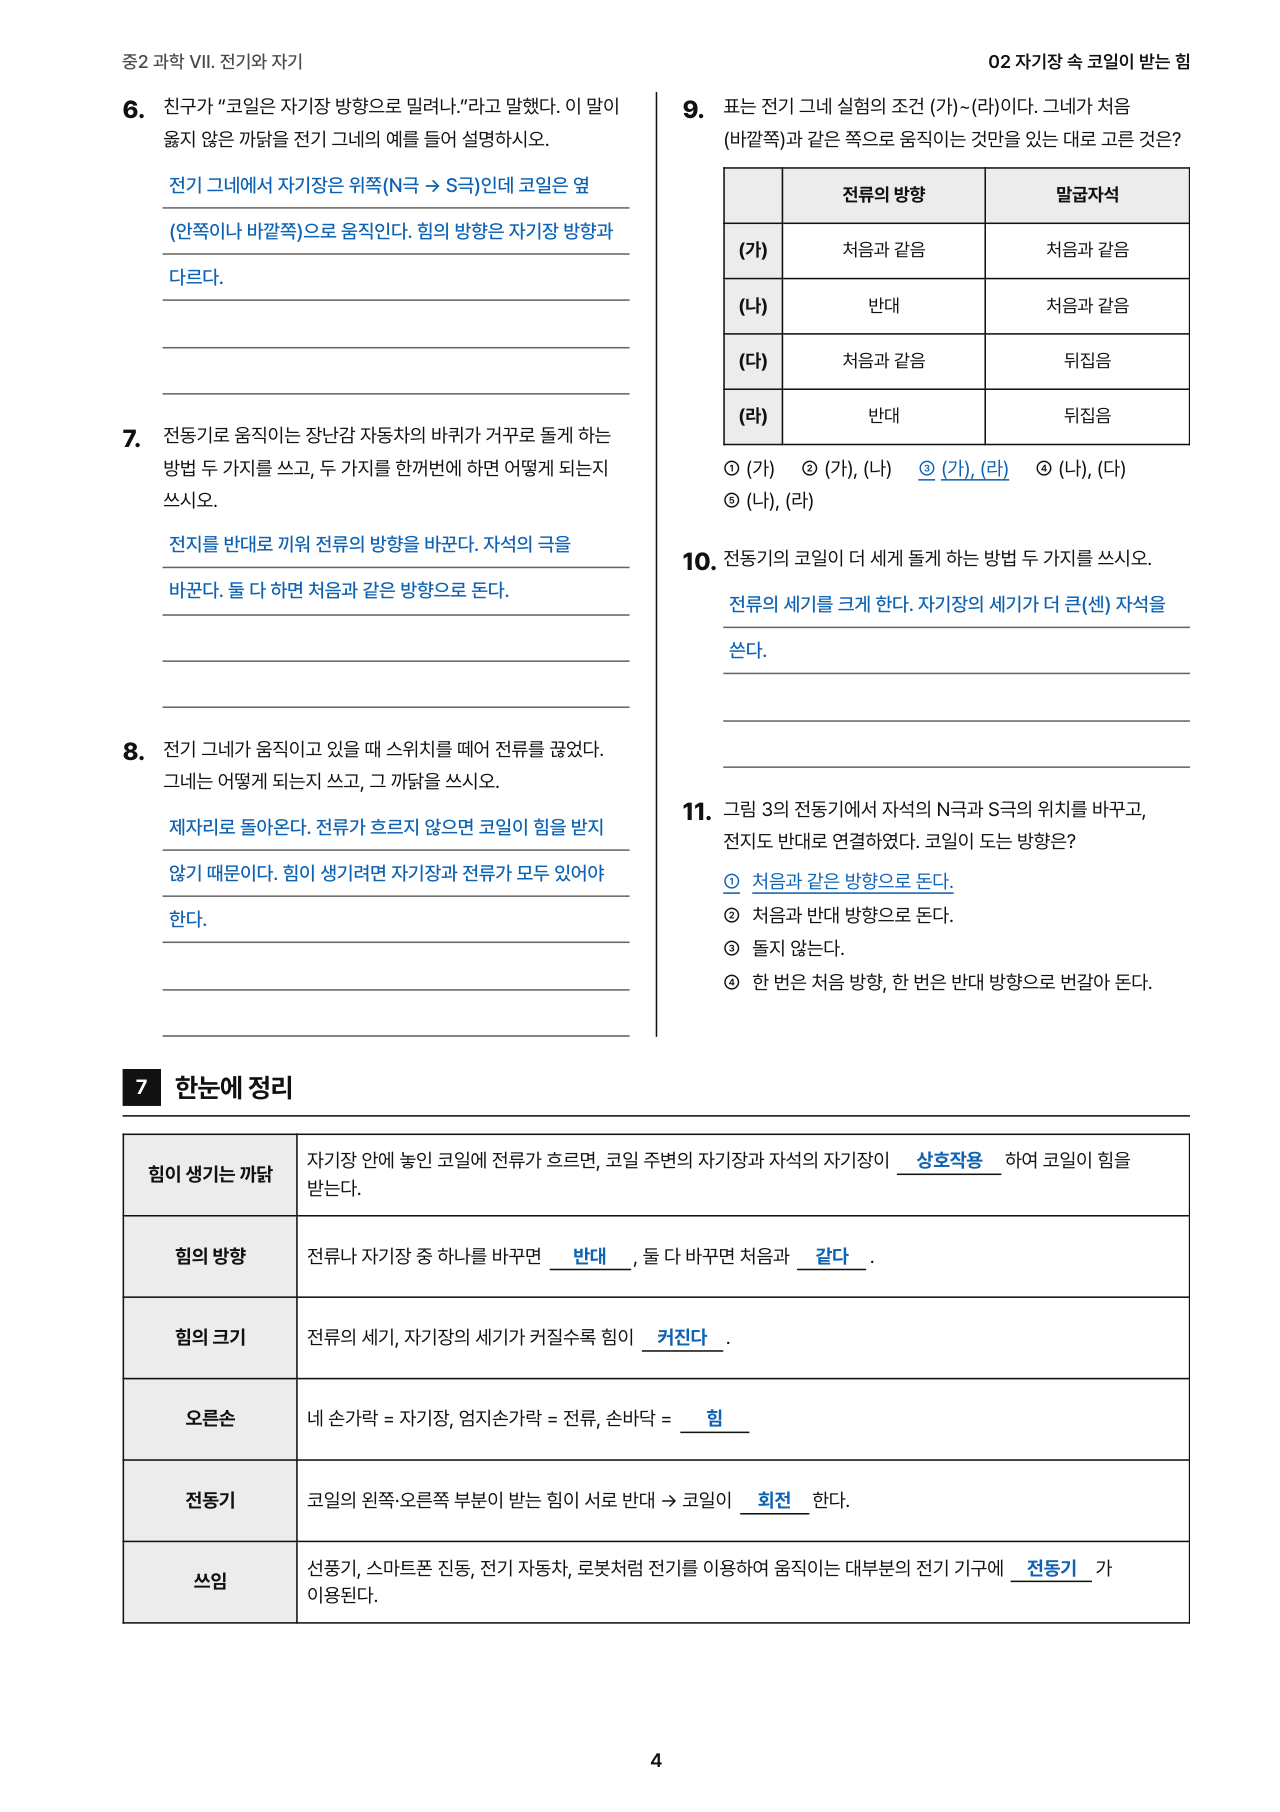 중2 과학 VII. 전기와 자기
02 자기장 속 코일이 받는 힘
6. 친구가 “코일은 자기장 방향으로 밀려나.”라고 말했다. 이 말이
옳지 않은 까닭을 전기 그네의 예를 들어 설명하시오.
전기 그네에서 자기장은 위쪽(N극 → S극)인데 코일은 옆
(안쪽이나 바깥쪽)으로 움직인다. 힘의 방향은 자기장 방향과
다르다.
7. 전동기로 움직이는 장난감 자동차의 바퀴가 거꾸로 돌게 하는
방법 두 가지를 쓰고, 두 가지를 한꺼번에 하면 어떻게 되는지
쓰시오.
전지를 반대로 끼워 전류의 방향을 바꾼다. 자석의 극을
바꾼다. 둘 다 하면 처음과 같은 방향으로 돈다.
8. 전기 그네가 움직이고 있을 때 스위치를 떼어 전류를 끊었다.
그네는 어떻게 되는지 쓰고, 그 까닭을 쓰시오.
제자리로 돌아온다. 전류가 흐르지 않으면 코일이 힘을 받지
않기 때문이다. 힘이 생기려면 자기장과 전류가 모두 있어야
한다.
9. 표는 전기 그네 실험의 조건 (가)~(라)이다. 그네가 처음
(바깥쪽)과 같은 쪽으로 움직이는 것만을 있는 대로 고른 것은?
전류의 방향 말굽자석
(가) 처음과 같음 처음과 같음
(나) 반대 처음과 같음
(다) 처음과 같음 뒤집음
(라) 반대 뒤집음
① (가) ② (가), (나) ③ (가), (라) ④ (나), (다)
⑤ (나), (라)
10. 전동기의 코일이 더 세게 돌게 하는 방법 두 가지를 쓰시오.
전류의 세기를 크게 한다. 자기장의 세기가 더 큰(센) 자석을
쓴다.
11. 그림 3의 전동기에서 자석의 N극과 S극의 위치를 바꾸고,
전지도 반대로 연결하였다. 코일이 도는 방향은?
① 처음과 같은 방향으로 돈다.
② 처음과 반대 방향으로 돈다.
③ 돌지 않는다.
④ 한 번은 처음 방향, 한 번은 반대 방향으로 번갈아 돈다.
7 한눈에 정리
힘이 생기는 까닭 자기장 안에 놓인 코일에 전류가 흐르면, 코일 주변의 자기장과 자석의 자기장이 상호작용 하여 코일이 힘을
받는다.
힘의 방향 전류나 자기장 중 하나를 바꾸면 반대, 둘 다 바꾸면 처음과 같다.
힘의 크기 전류의 세기, 자기장의 세기가 커질수록 힘이 커진다.
오른손 네 손가락 = 자기장, 엄지손가락 = 전류, 손바닥 = 힘
전동기 코일의 왼쪽·오른쪽 부분이 받는 힘이 서로 반대 → 코일이 회전 한다.
쓰임 선풍기, 스마트폰 진동, 전기 자동차, 로봇처럼 전기를 이용하여 움직이는 대부분의 전기 기구에 전동기 가
이용된다.
4